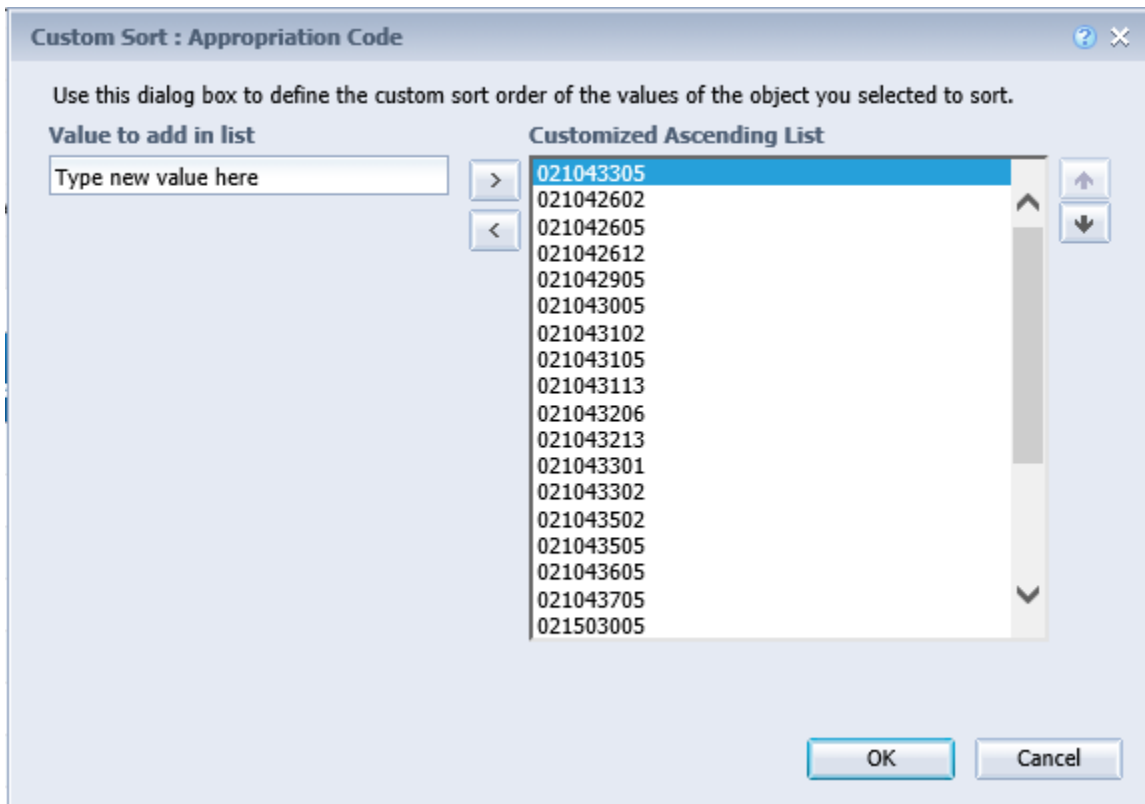 Custom Sort : Appropriation Code
Use this dialog box to define the custom sort order of the values of the object you selected to sort.
Value to add in list
Type new value here
>
<
Customized Ascending List
021043305
021042602
021042605
021042612
021042905
021043005
021043102
021043105
021043113
021043206
021043213
021043301
021043302
021043502
021043505
021043605
021043705
021503005
OK
Cancel